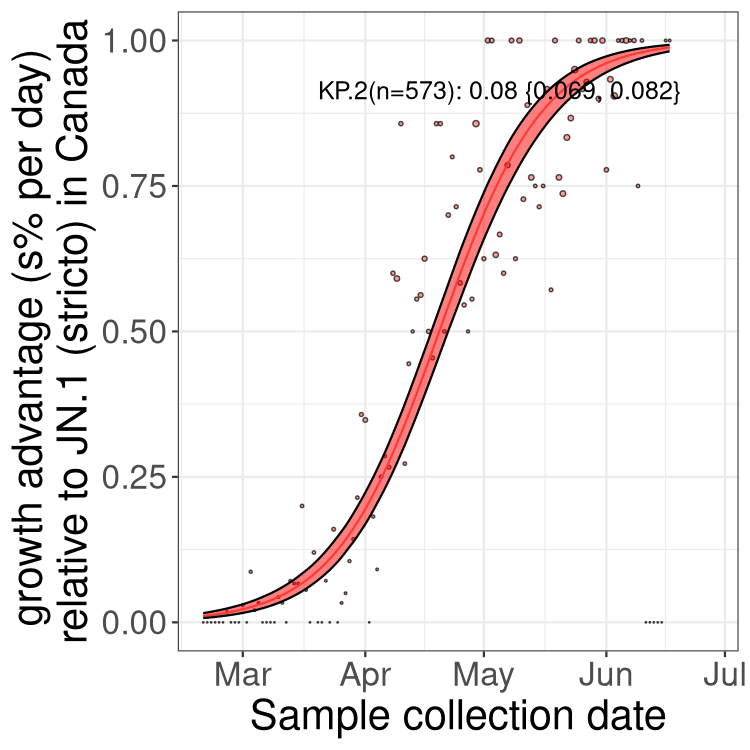 growth advantage (s% per day)
relative to JN.1 (stricto) in Canada
1.00
0.75
0.50
0.25
0.00
KP.2(n=573): 0.08 {0.069, 0.082}
Mar Apr May Jun Jul
Sample collection date